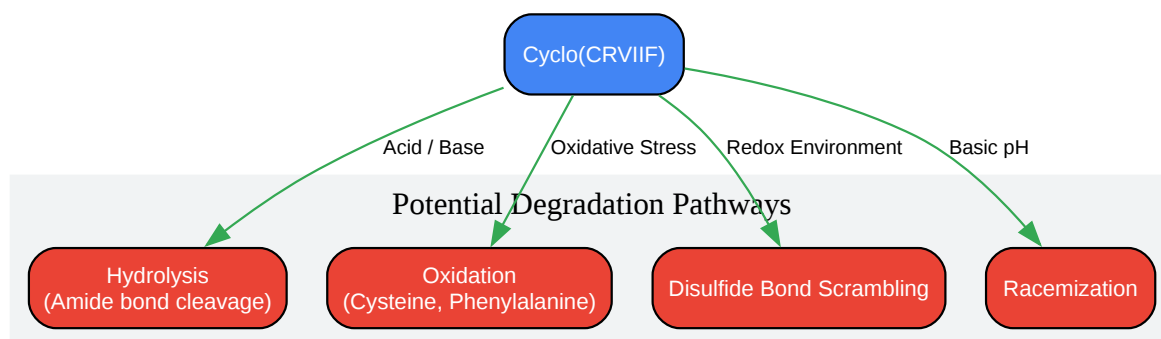 Cyclo(CRVIIF)
Acid / Base
Oxidative Stress
Redox Environment
Basic pH
Potential Degradation Pathways
Hydrolysis
(Amide bond cleavage)
Oxidation
(Cysteine, Phenylalanine)
Disulfide Bond Scrambling
Racemization